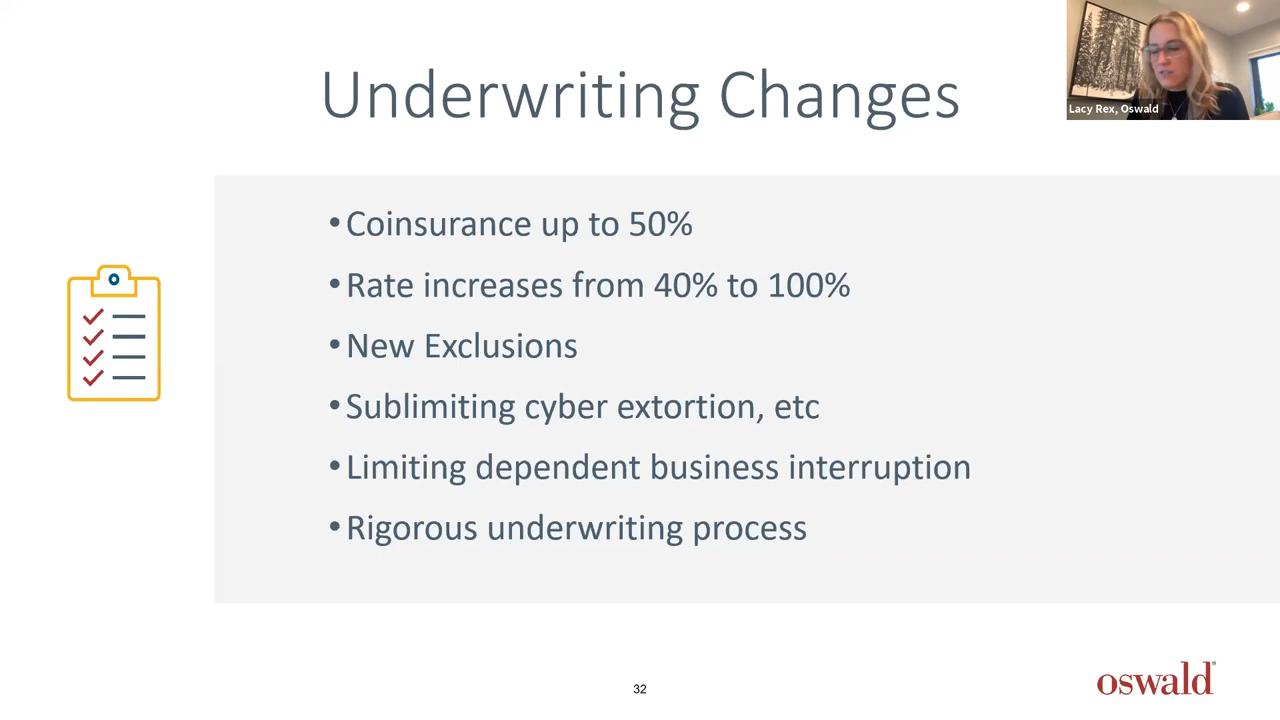 Underwriting Changes
Lacy Rex, Oswald
•Coinsurance up to 50%
•Rate increases from 40% to 100%
•New Exclusions
•Sublimiting cyber extortion, etc
•Limiting dependent business interruption
•Rigorous underwriting process
32
oswald®